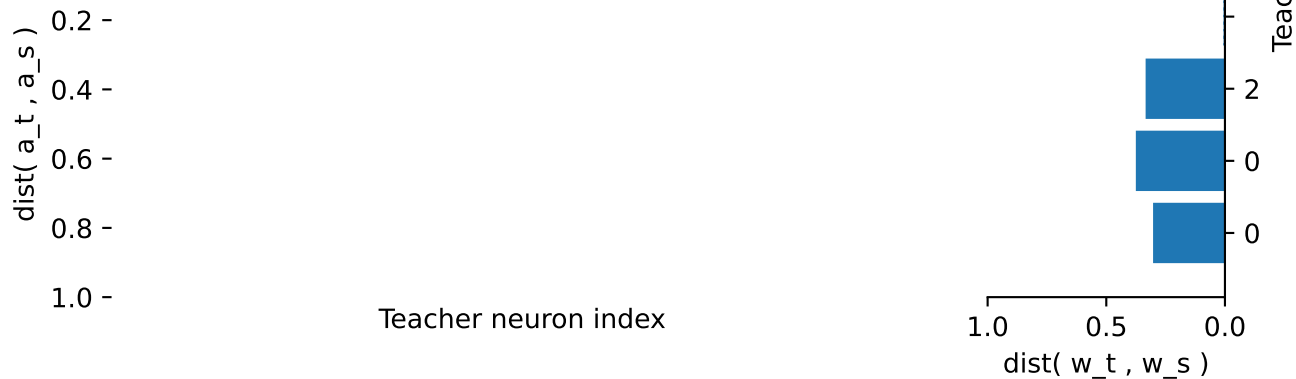 0.2
0.4
0.6
0.8
1.0
dist( a_t , a_s )
Teacher neuron index
2
0
0
1.0 0.5 0.0
dist( w_t , w_s )